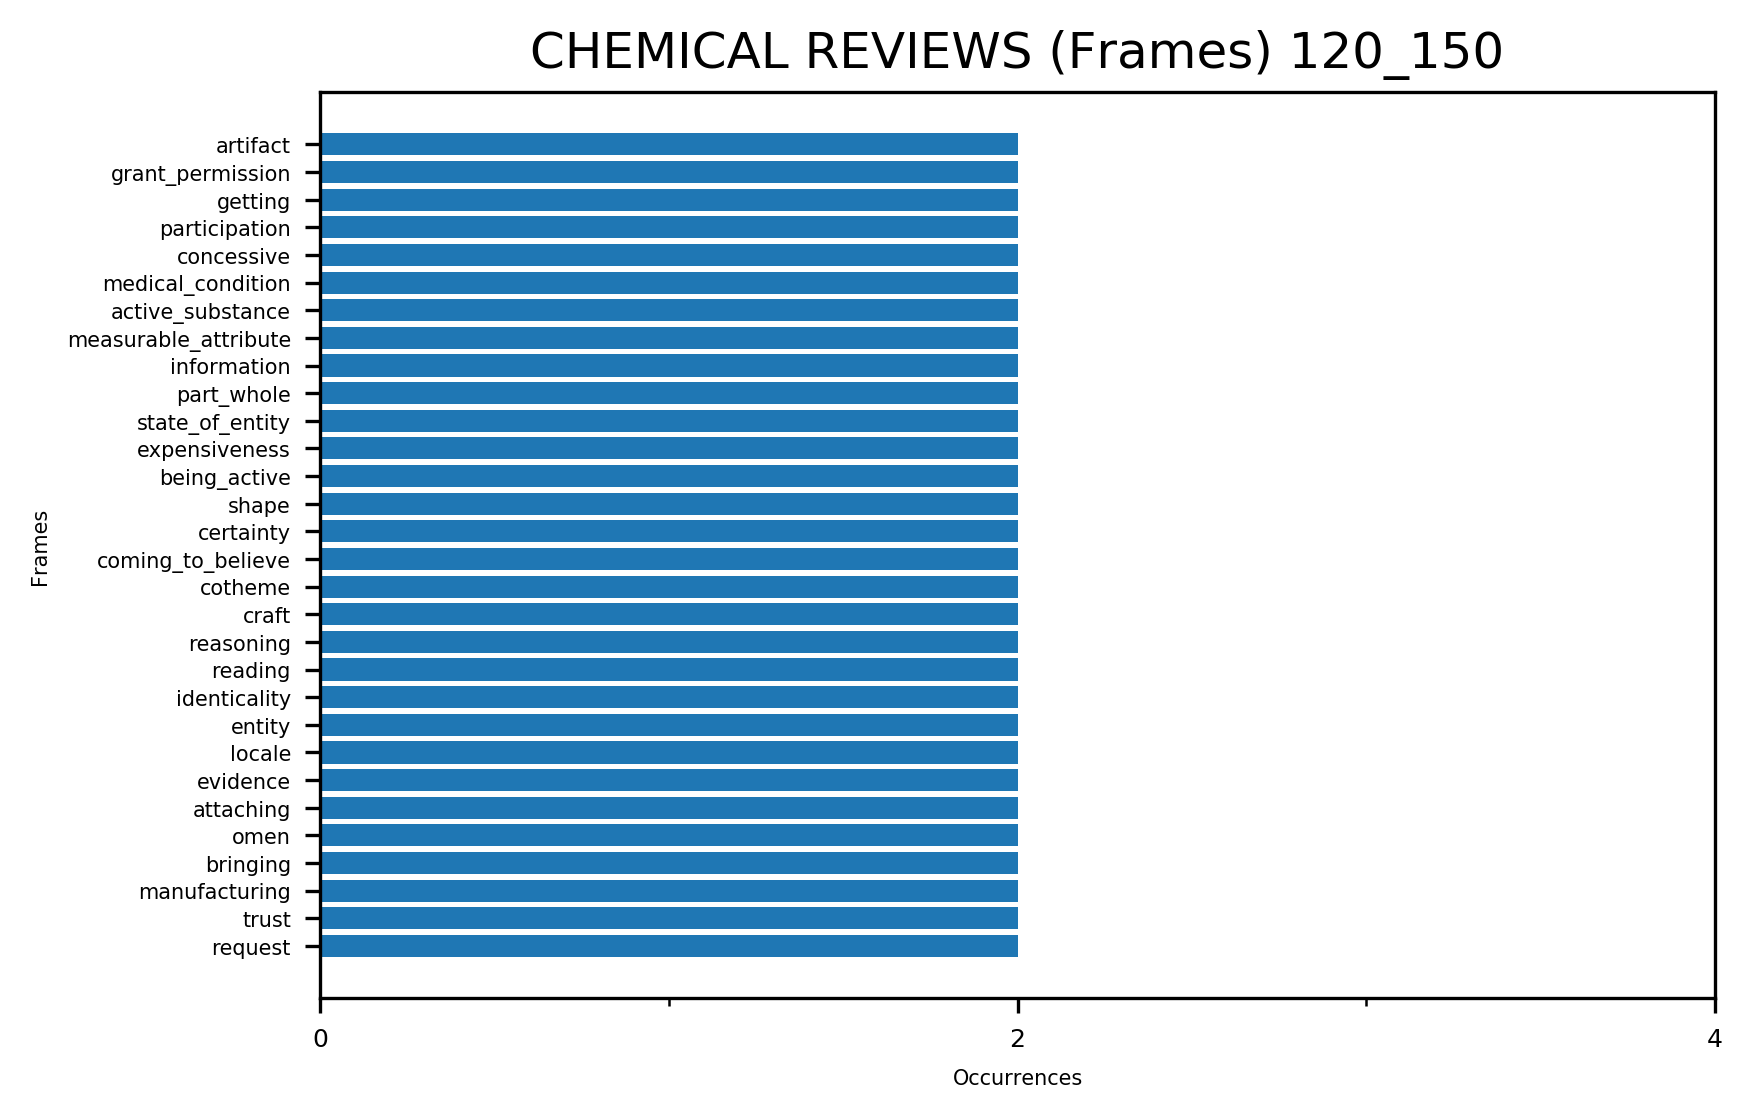 CHEMICAL REVIEWS (Frames) 120_150
artifact
grant_permission
getting
participation
concessive
medical_condition
active_substance
measurable_attribute
information
part_whole
state_of_entity
expensiveness
being_active
shape
certainty
coming_to_believe
cotheme
craft
reasoning
reading
identicality
entity
locale
evidence
attaching
omen
bringing
manufacturing
trust
request
Frames
0 2 4
Occurrences